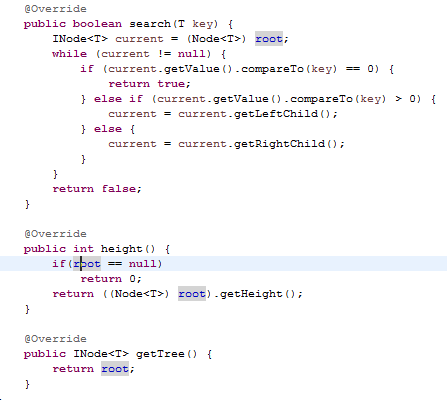 @Override
public boolean search(T key) {
INode<T> current = (Node<T>) root;
while (current != null) {
if (current.getValue().compareTo(key) == 0) {
return true;
} else if (current.getValue().compareTo(key) > 0) {
current = current.getLeftChild();
} else {
current = current.getRightChild();
}
}
return false;
}
@Override
public int height() {
if(root == null)
return 0;
return ((Node<T>) root).getHeight();
}
@Override
public INode<T> getTree() {
return root;
}